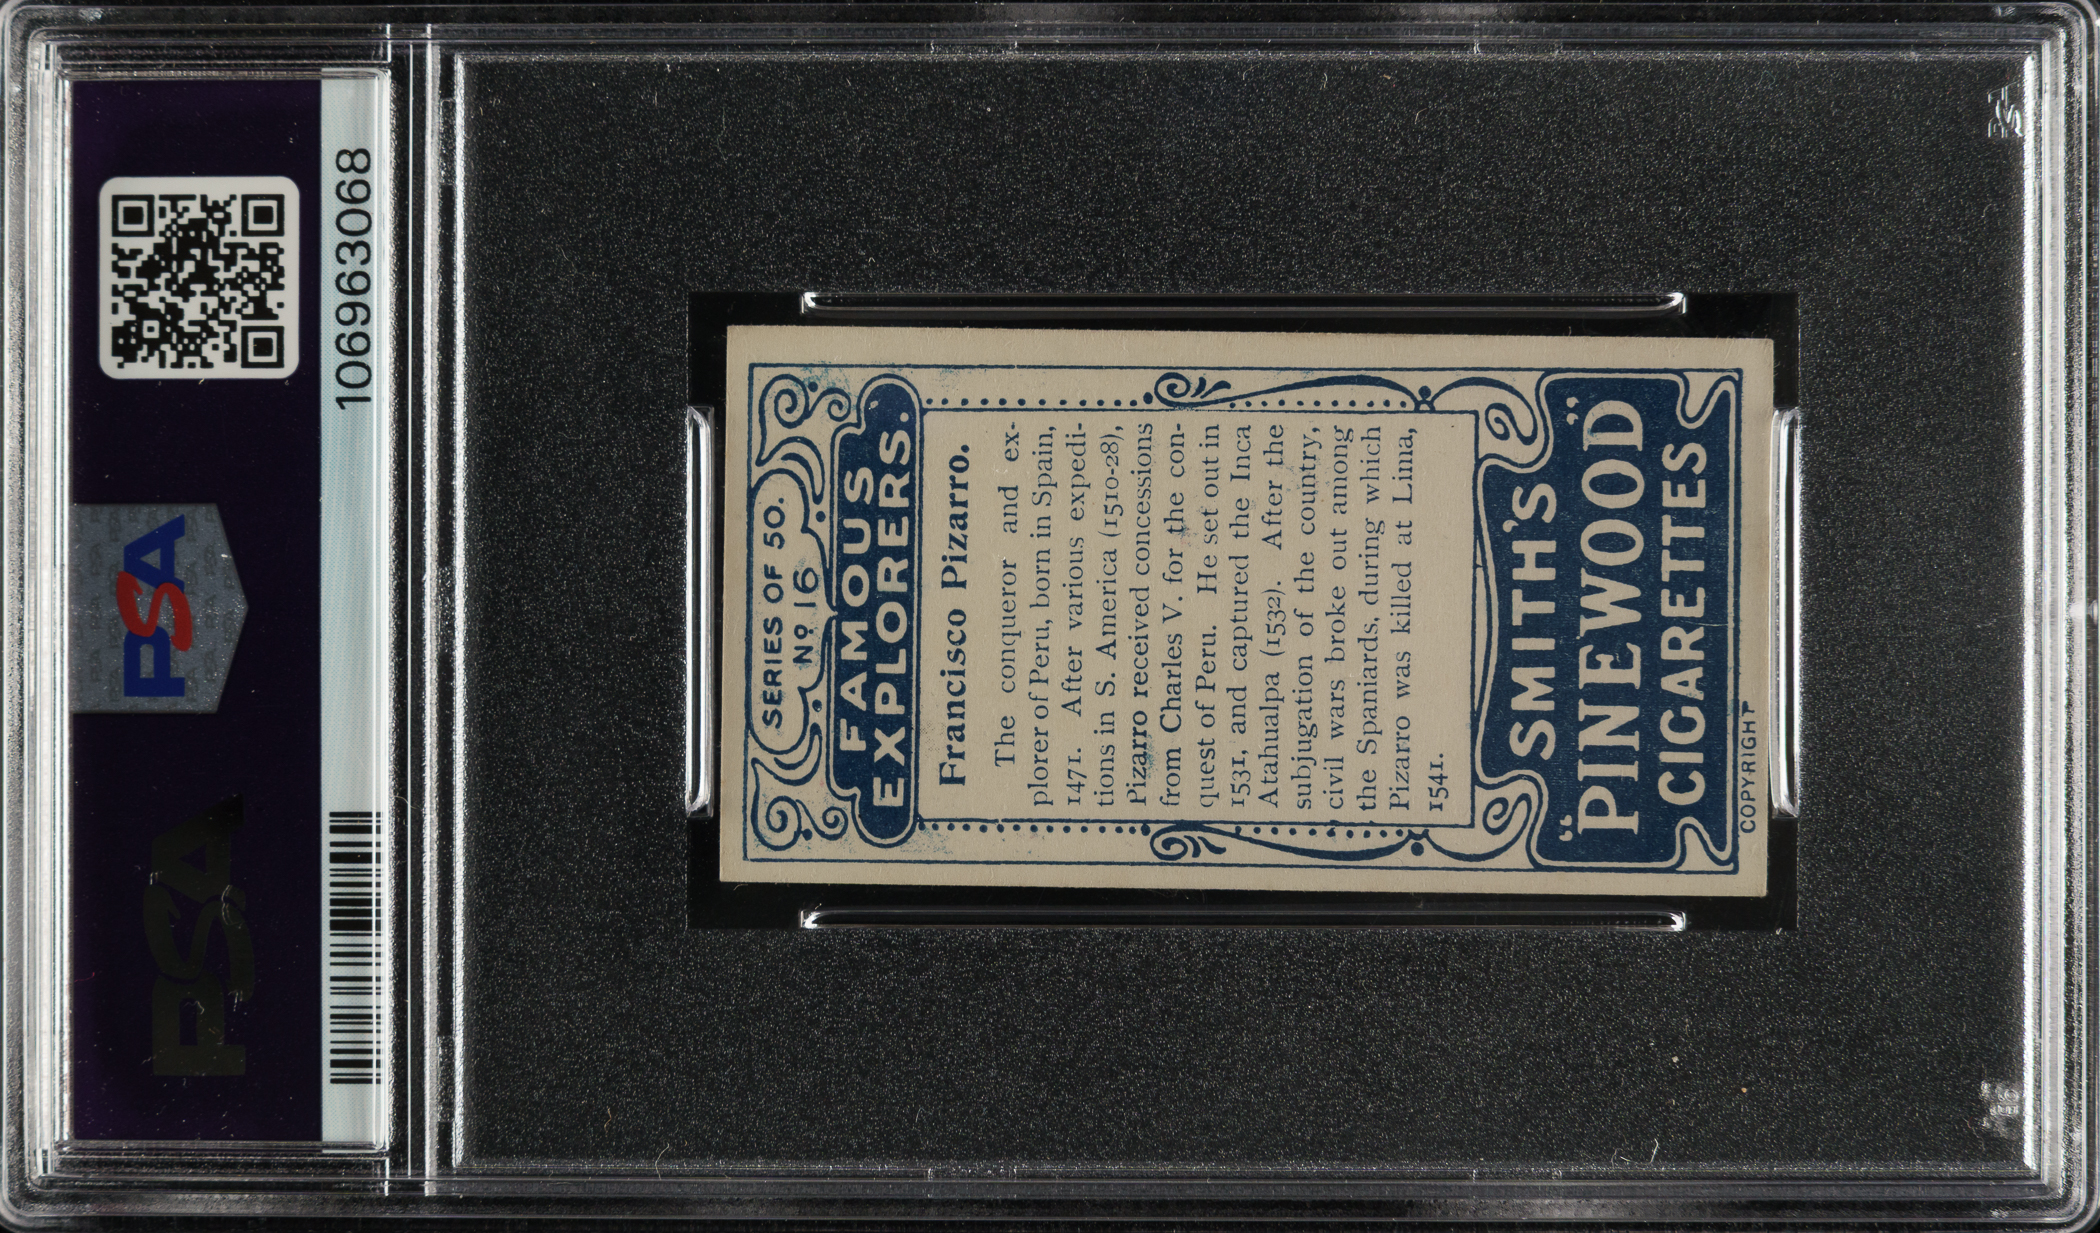 106963068
PSA
PSA
SERIES OF 50.
Nº 16
FAMOUS
EXPLORERS.
Francisco Pizarro.
The conqueror and ex-
plorer of Peru, born in Spain,
1471. After various expedi-
tions in S. America (1510-28),
Pizarro received concessions
from Charles V. for the con-
quest of Peru. He set out in
1531, and captured the Inca
Atahualpa (1532). After the
subjugation of the country,
civil wars broke out among
the Spaniards, during which
Pizarro was killed at Lima,
1541.
SMITH'S
"PINEWOOD"
CIGARETTES
COPYRIGHT